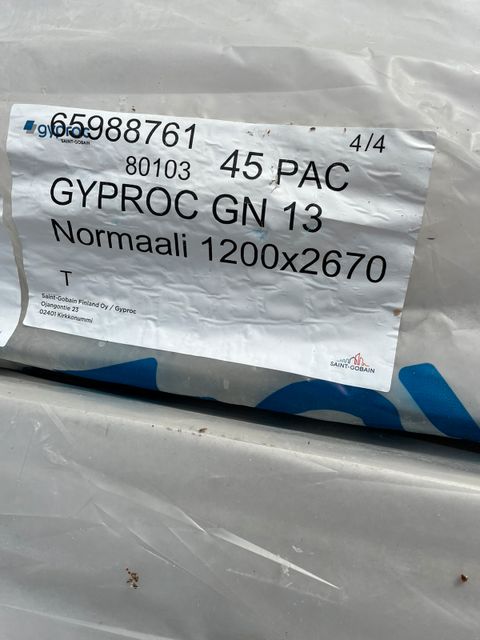 gyproc
SAINT-GOBAIN
65988761
4/4
80103 45 PAC
GYPROC GN 13
Normaali 1200x2670
T
Saint-Gobain Finland Oy / Gyproc
Ojangontie 23
02401 Kirkkonummi
SAINT-GOBAIN